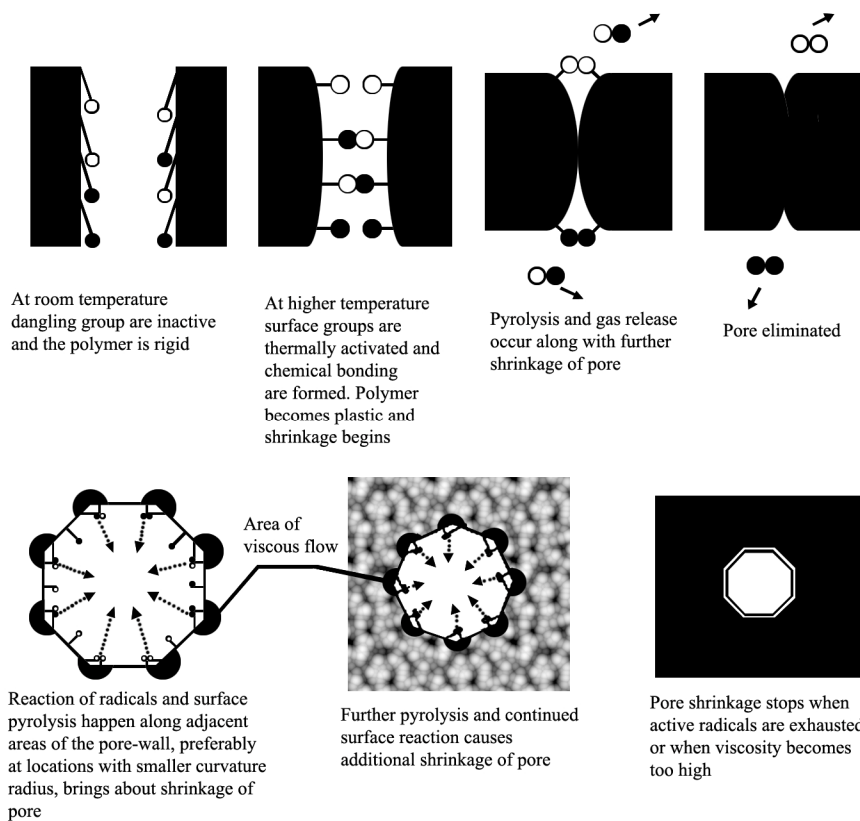 At room temperature
dangling group are inactive
and the polymer is rigid
At higher temperature
surface groups are
thermally activated and
chemical bonding
are formed. Polymer
becomes plastic and
shrinkage begins
Pyrolysis and gas release
occur along with further
shrinkage of pore
Pore eliminated
Area of
viscous flow
Reaction of radicals and surface
pyrolysis happen along adjacent
areas of the pore-wall, preferably
at locations with smaller curvature
radius, brings about shrinkage of
pore
Further pyrolysis and continued
surface reaction causes
additional shrinkage of pore
Pore shrinkage stops when
active radicals are exhausted
or when viscosity becomes
too high